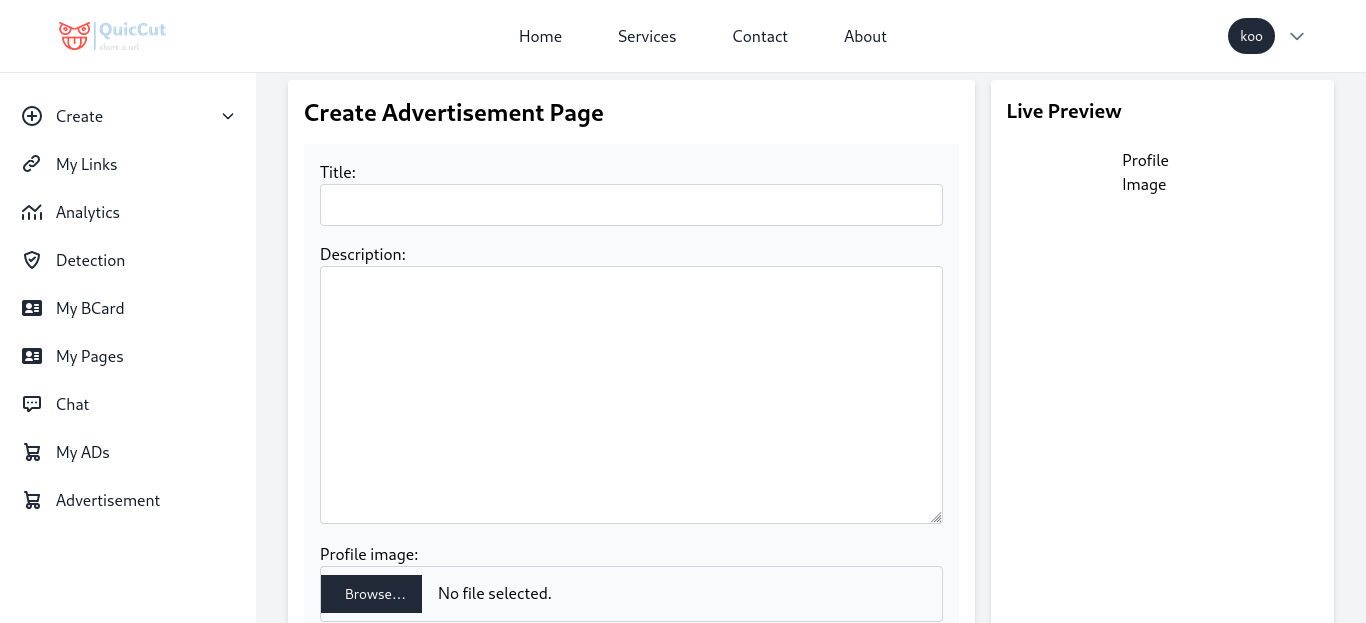 QuicCut
short a url
Home
Services
Contact
About
koo
Create
My Links
Analytics
Detection
My BCard
My Pages
Chat
My ADs
Advertisement
Create Advertisement Page
Title:
Description:
Profile image:
Browse...
No file selected.
Live Preview
Profile
Image